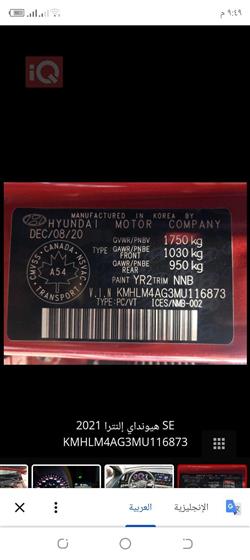 ٩:٤٩ م
iQ
MANUFACTURED IN KOREA BY
HYUNDAI MOTOR COMPANY
DEC/08/20
GVWR/PNBV 1750 kg
TYPE GAWR/PNBE FRONT 1030 kg
GAWR/PNBE REAR 950 kg
PAINT YR2 TRIM NNB
V.I.N KMHLM4AG3MU116873
TYPE:PC/VT ICES/NMB-002
CMVSS · CANADA · NSVAC
A54
TRANSPORT
SE هيونداي إلنترا 2021
KMHLM4AG3MU116873
الإنجليزية
العربية